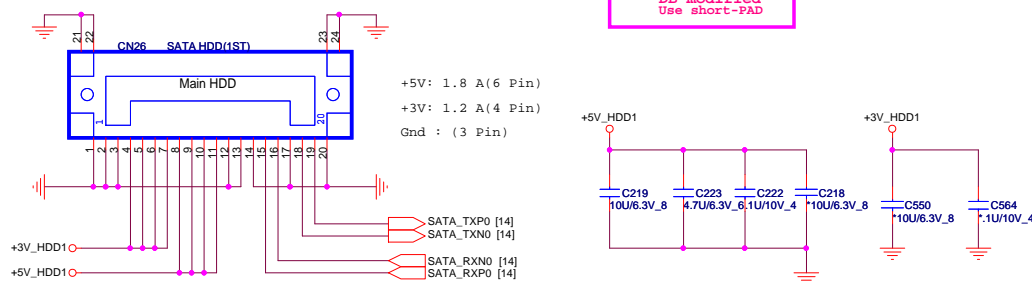 Use short-PAD
21
22
23
24
CN26 SATA HDD(1ST)
Main HDD
1
20
+5V: 1.8 A(6 Pin)
+3V: 1.2 A(4 Pin)
Gnd : (3 Pin)
1
2
3
4
5
6
7
8
9
10
11
12
13
14
15
16
17
18
19
20
SATA_TXP0 [14]
SATA_TXN0 [14]
SATA_RXN0 [14]
SATA_RXP0 [14]
+3V_HDD1
+5V_HDD1
+5V_HDD1
+3V_HDD1
C219
10U/6.3V_8
C223
4.7U/6.3V_6
C222
.1U/10V_4
C218
*10U/6.3V_8
C550
*10U/6.3V_8
C564
*.1U/10V_4